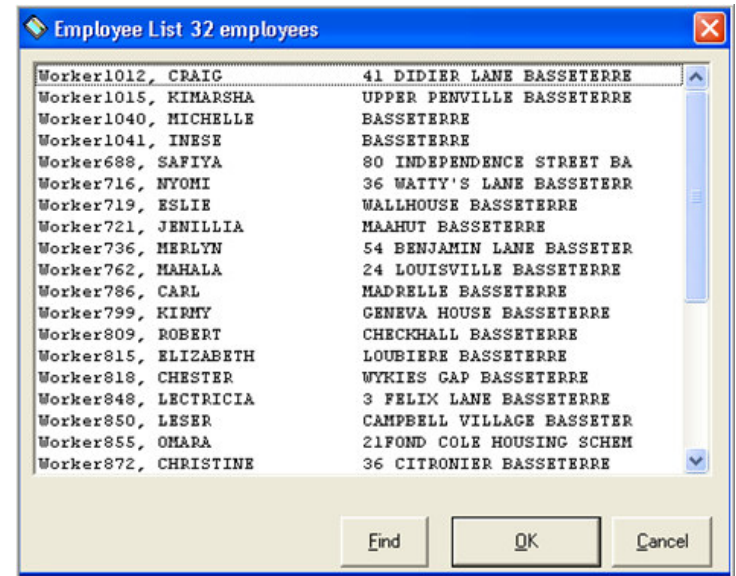 Employee List 32 employees
Worker1012, CRAIG 41 DIDIER LANE BASSETERRE
Worker1015, KIMARSHA UPPER PENVILLE BASSETERRE
Worker1040, MICHELLE BASSETERRE
Worker1041, INESE BASSETERRE
Worker688, SAFIYA 80 INDEPENDENCE STREET BA
Worker716, NYOMI 36 WATTY'S LANE BASSETERR
Worker719, ESLIE WALLHOUSE BASSETERRE
Worker721, JENILLIA MAAHUT BASSETERRE
Worker736, MERLYN 54 BENJAMIN LANE BASSETER
Worker762, MAHALA 24 LOUISVILLE BASSETERRE
Worker786, CARL MADRELLE BASSETERRE
Worker799, KIRMY GENEVA HOUSE BASSETERRE
Worker809, ROBERT CHECKHALL BASSETERRE
Worker815, ELIZABETH LOUBIERE BASSETERRE
Worker818, CHESTER WYKIES GAP BASSETERRE
Worker848, LECTRICIA 3 FELIX LANE BASSETERRE
Worker850, LESER CAMPBELL VILLAGE BASSETER
Worker855, OMARA 21FOND COLE HOUSING SCHEM
Worker872, CHRISTINE 36 CITRONIER BASSETERRE
Find OK Cancel